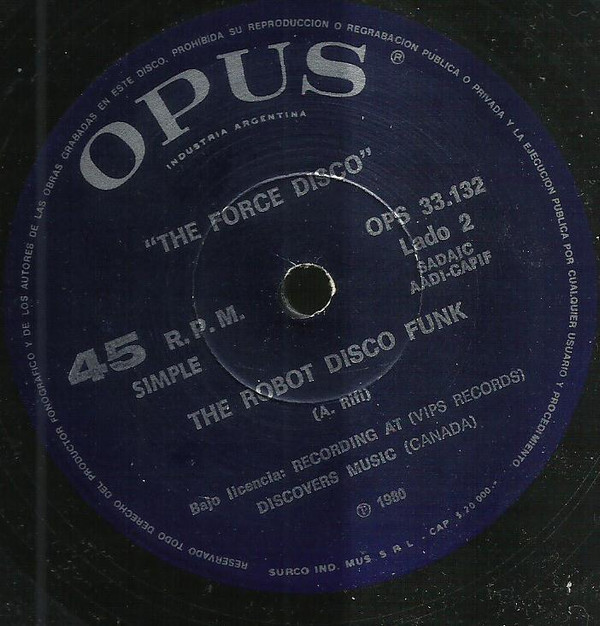 OPUS ®
INDUSTRIA ARGENTINA
"THE FORCE DISCO"
OPS 33.132
Lado 2
SADAIC
AADI-CAPIF
45 R.P.M.
SIMPLE
THE ROBOT DISCO FUNK
(A. Rifi)
Bajo licencia: RECORDING AT (VIPS RECORDS)
DISCOVERS MUSIC (CANADA)
℗ 1980
RESERVADO TODO DERECHO DEL PRODUCTOR FONOGRAFICO Y DE LOS AUTORES DE LAS OBRAS GRABADAS EN ESTE DISCO. PROHIBIDA SU REPRODUCCION O REGRABACION PUBLICA O PRIVADA Y LA EJECUCION PUBLICA POR CUALQUIER USUARIO Y PROCEDIMIENTO
SURCO IND. MUS S R L . CAP. $ 20 000.-